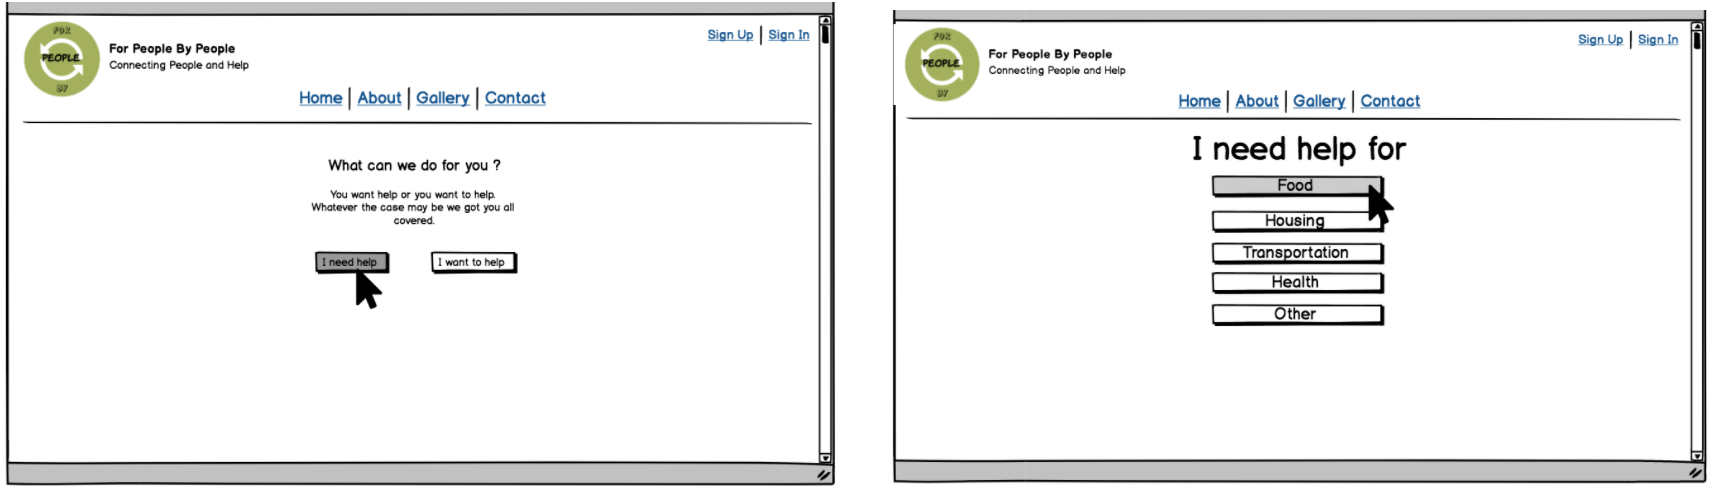 FOR
PEOPLE
BY
For People By People
Connecting People and Help
Sign Up | Sign In
Home | About | Gallery | Contact
What can we do for you ?
You want help or you want to help.
Whatever the case may be we got you all
covered.
I need help
I want to help
FOR
PEOPLE
BY
For People By People
Connecting People and Help
Sign Up | Sign In
Home | About | Gallery | Contact
I need help for
Food
Housing
Transportation
Health
Other